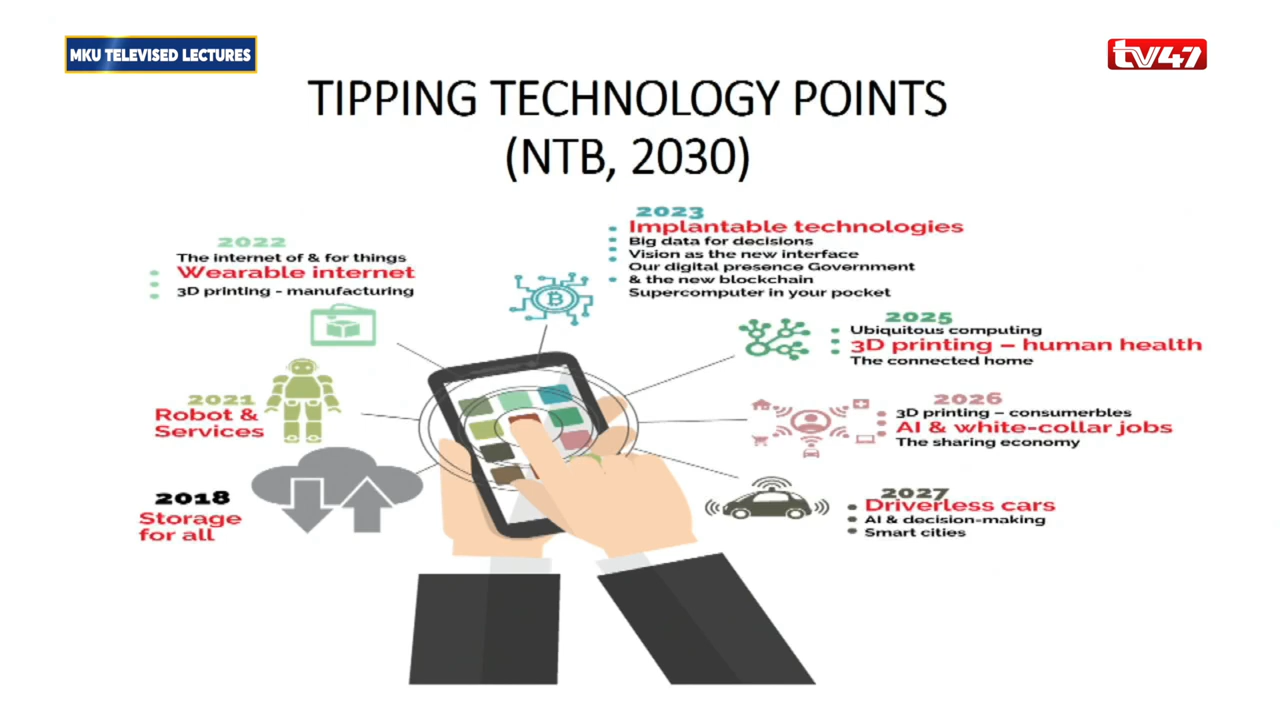 MKU TELEVISED LECTURES
tv47
TIPPING TECHNOLOGY POINTS
(NTB, 2030)
2022
The internet of & for things
Wearable internet
3D printing - manufacturing
2023
Implantable technologies
Big data for decisions
Vision as the new interface
Our digital presence Government
& the new blockchain
Supercomputer in your pocket
2025
Ubiquitous computing
3D printing – human health
The connected home
2021
Robot &
Services
2026
3D printing – consumerbles
AI & white-collar jobs
The sharing economy
2018
Storage
for all
2027
Driverless cars
AI & decision-making
Smart cities